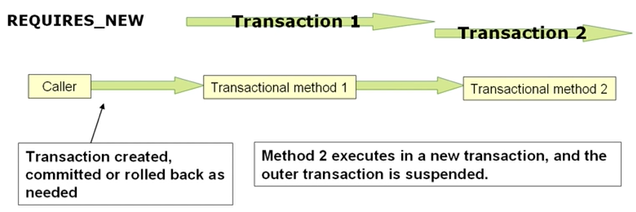 REQUIRES_NEW
Transaction 1
Transaction 2
Caller
Transactional method 1
Transactional method 2
Transaction created,
committed or rolled back as
needed
Method 2 executes in a new transaction, and the
outer transaction is suspended.